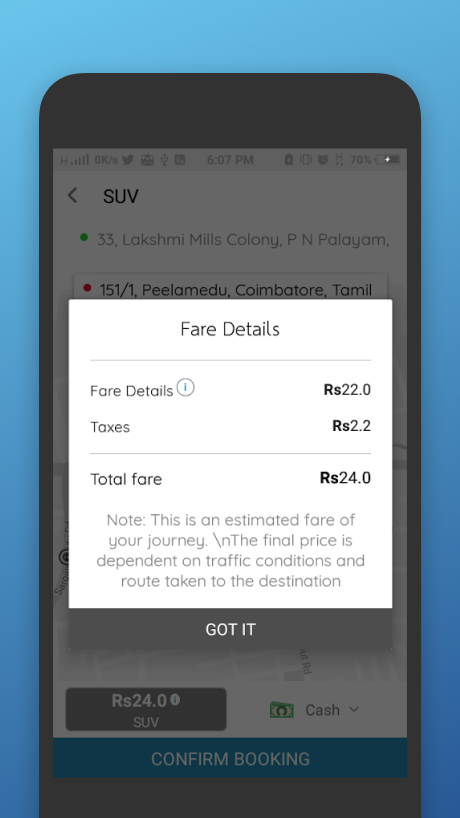 H 0K/s 6:07 PM 70%
SUV
33, Lakshmi Mills Colony, P N Palayam,
151/1, Peelamedu, Coimbatore, Tamil
Fare Details
Fare Details i Rs22.0
Taxes Rs2.2
Total fare Rs24.0
Note: This is an estimated fare of
your journey. \nThe final price is
dependent on traffic conditions and
route taken to the destination
GOT IT
Rs24.0 i
SUV
Cash
CONFIRM BOOKING